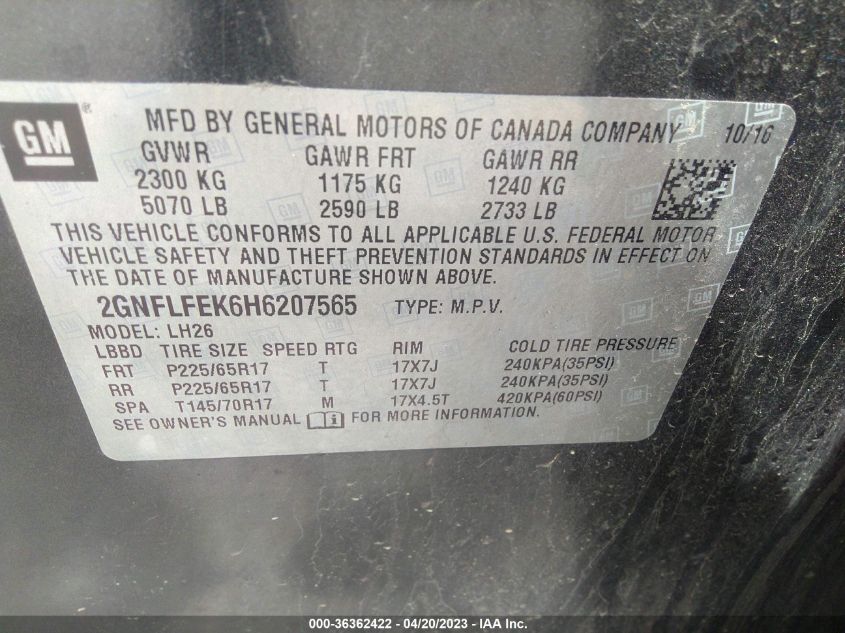 GM® MFD BY GENERAL MOTORS OF CANADA COMPANY 10/16
GVWR GAWR FRT GAWR RR
2300 KG 1175 KG 1240 KG
5070 LB 2590 LB 2733 LB
THIS VEHICLE CONFORMS TO ALL APPLICABLE U.S. FEDERAL MOTOR
VEHICLE SAFETY AND THEFT PREVENTION STANDARDS IN EFFECT ON
THE DATE OF MANUFACTURE SHOWN ABOVE.
2GNFLFEK6H6207565 TYPE: M.P.V.
MODEL: LH26
LBBD TIRE SIZE SPEED RTG RIM COLD TIRE PRESSURE
FRT P225/65R17 T 17X7J 240KPA(35PSI)
RR P225/65R17 T 17X7J 240KPA(35PSI)
SPA T145/70R17 M 17X4.5T 420KPA(60PSI)
SEE OWNER'S MANUAL FOR MORE INFORMATION.
000-36362422 - 04/20/2023 - IAA Inc.